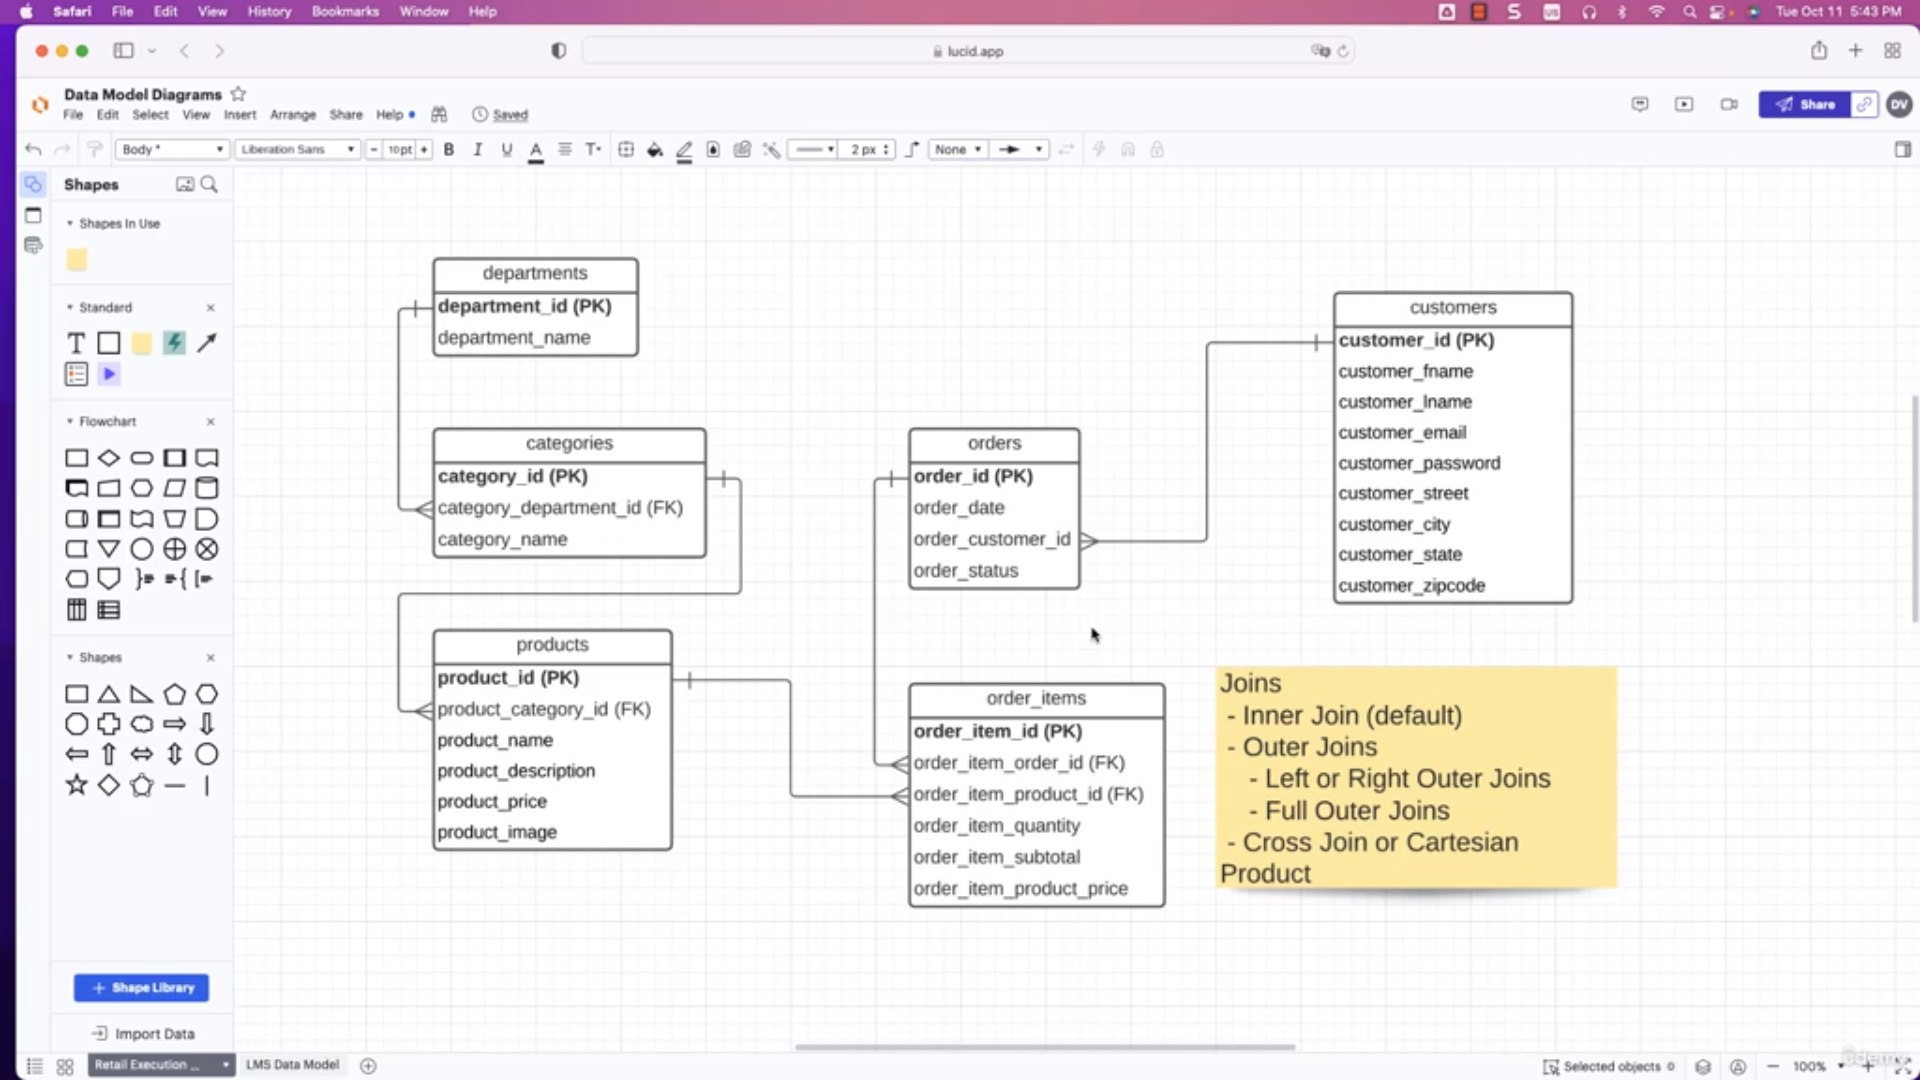 Safari File Edit View History Bookmarks Window Help
Tue Oct 11 5:43 PM
lucid.app
Data Model Diagrams
File Edit Select View Insert Arrange Share Help Saved
Share DV
Body * Liberation Sans - 10 pt + B I U A T 2 px None
Shapes
Shapes In Use
Standard
T
Flowchart
Shapes
Shape Library
Import Data
departments
department_id (PK)
department_name
categories
category_id (PK)
category_department_id (FK)
category_name
products
product_id (PK)
product_category_id (FK)
product_name
product_description
product_price
product_image
orders
order_id (PK)
order_date
order_customer_id
order_status
order_items
order_item_id (PK)
order_item_order_id (FK)
order_item_product_id (FK)
order_item_quantity
order_item_subtotal
order_item_product_price
customers
customer_id (PK)
customer_fname
customer_lname
customer_email
customer_password
customer_street
customer_city
customer_state
customer_zipcode
Joins
- Inner Join (default)
- Outer Joins
- Left or Right Outer Joins
- Full Outer Joins
- Cross Join or Cartesian
Product
Retail Execution ... LMS Data Model
Selected objects 0 100%
ûdemy